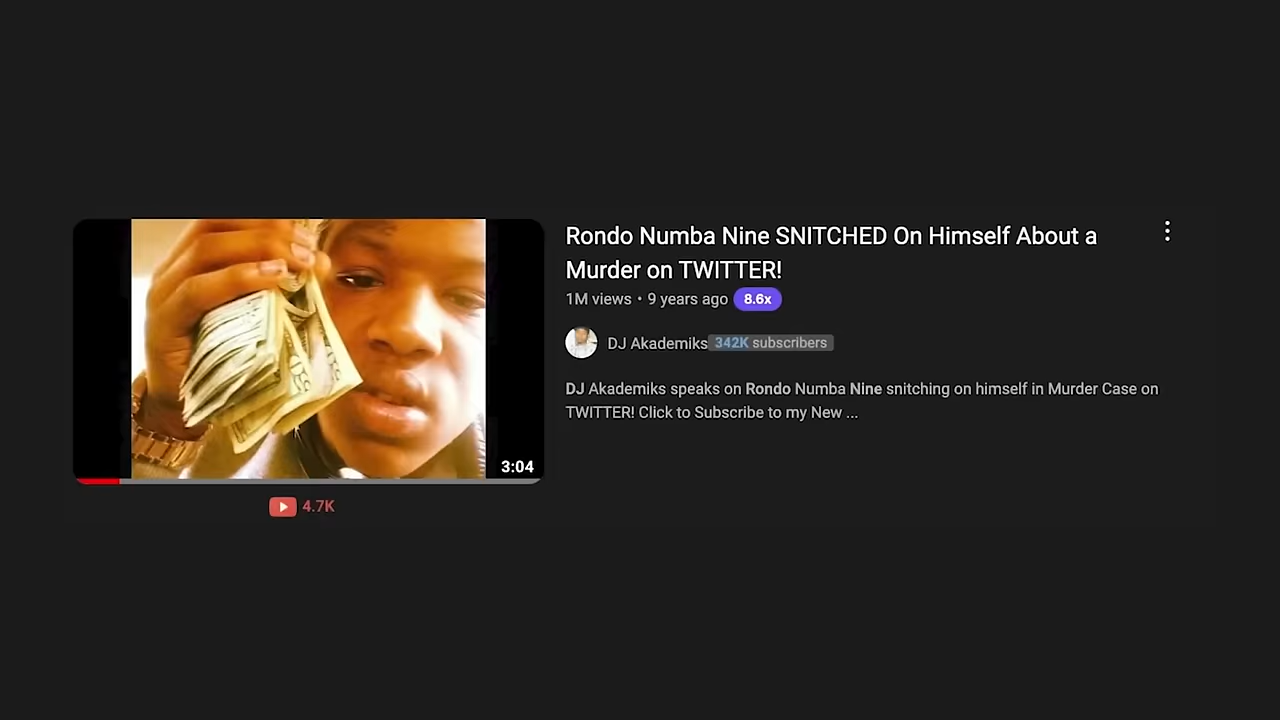 Rondo Numba Nine SNITCHED On Himself About a
Murder on TWITTER!
1M views • 9 years ago 8.6x
DJ Akademiks 342K subscribers
DJ Akademiks speaks on Rondo Numba Nine snitching on himself in Murder Case on
TWITTER! Click to Subscribe to my New ...
3:04
4.7K